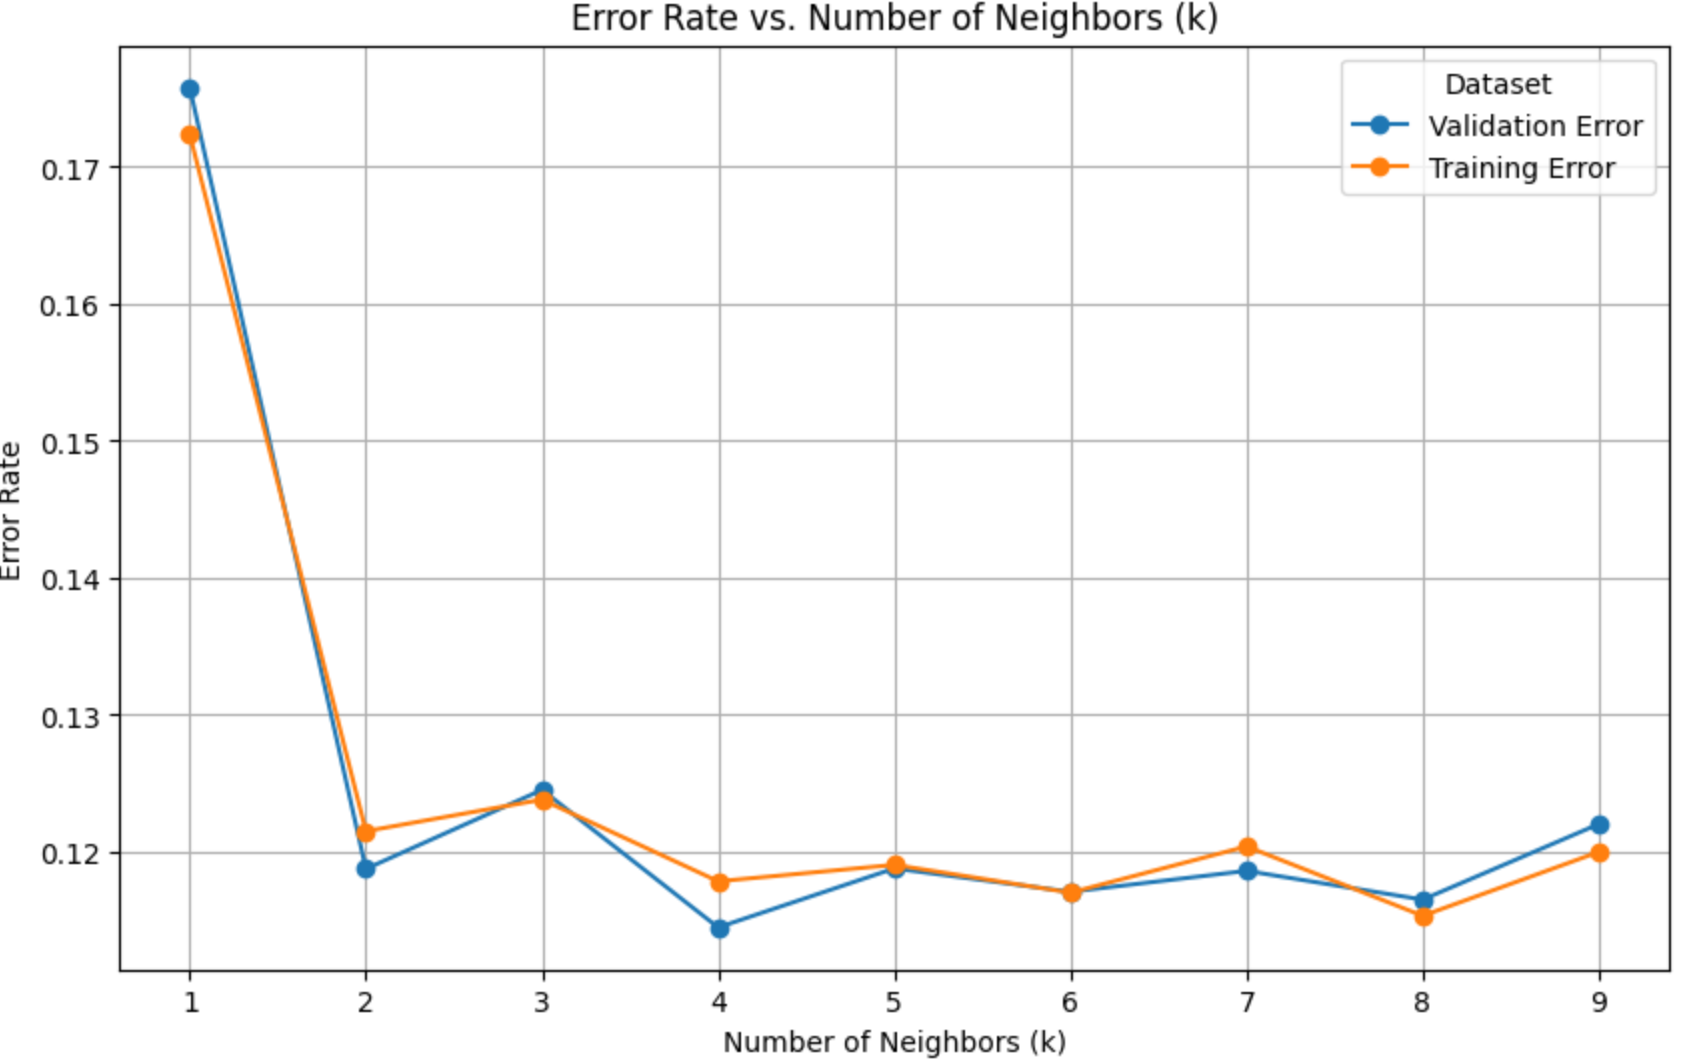 Error Rate vs. Number of Neighbors (k)
Dataset
Validation Error
Training Error
0.17
0.16
0.15
0.14
0.13
0.12
Error Rate
1 2 3 4 5 6 7 8 9
Number of Neighbors (k)